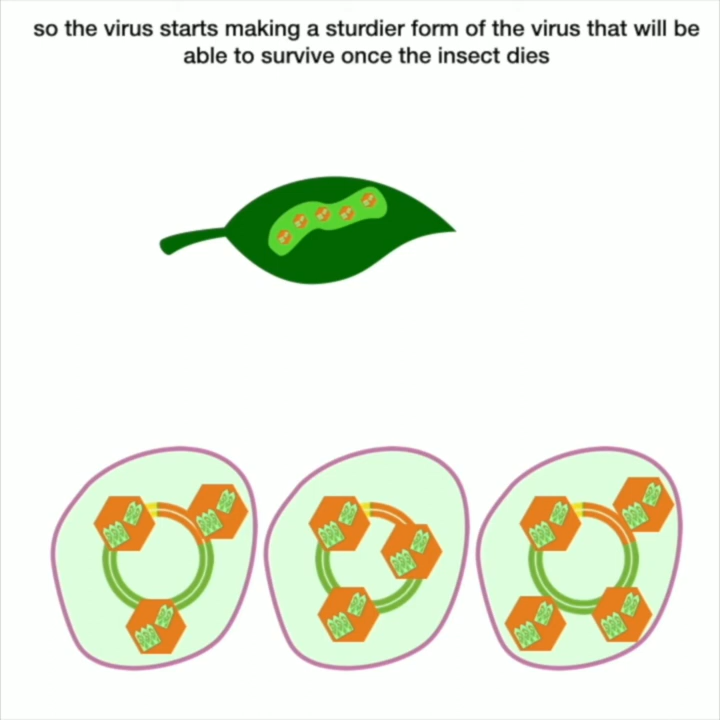 so the virus starts making a sturdier form of the virus that will be
able to survive once the insect dies